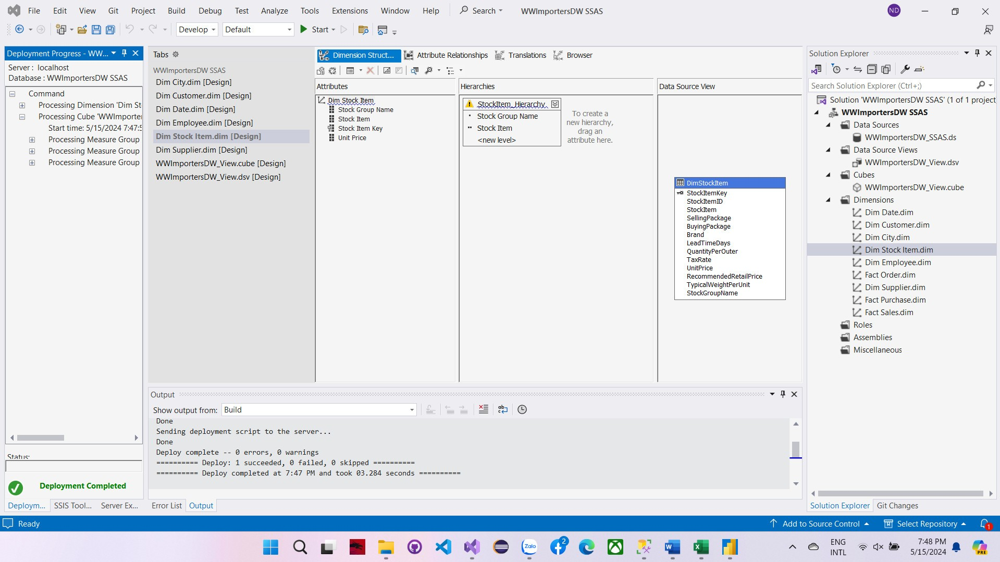 File Edit View Git Project Build Debug Test Analyze Tools Extensions Window Help Search WWImportersDW SSAS ND
Develop Default Start
Deployment Progress - WW...
Server : localhost
Database : WWImportersDW SSAS
Command
Processing Dimension 'Dim St
Processing Cube 'WWImporter
Start time: 5/15/2024 7:47:5
Processing Measure Group
Processing Measure Group
Processing Measure Group
Status:
Deployment Completed
Deploym... SSIS Tool... Server Ex...
Tabs
WWImportersDW SSAS
Dim City.dim [Design]
Dim Customer.dim [Design]
Dim Date.dim [Design]
Dim Employee.dim [Design]
Dim Stock Item.dim [Design]
Dim Supplier.dim [Design]
WWImportersDW_View.cube [Design]
WWImportersDW_View.dsv [Design]
Dimension Struct... Attribute Relationships Translations Browser
Attributes
Dim Stock Item
Stock Group Name
Stock Item
Stock Item Key
Unit Price
Hierarchies
StockItem_Hierarchy
Stock Group Name
Stock Item
<new level>
To create a
new hierarchy,
drag an
attribute here.
Data Source View
DimStockItem
StockItemKey
StockItemID
StockItem
SellingPackage
BuyingPackage
Brand
LeadTimeDays
QuantityPerOuter
TaxRate
UnitPrice
RecommendedRetailPrice
TypicalWeightPerUnit
StockGroupName
Output
Show output from: Build
Done
Sending deployment script to the server...
Done
Deploy complete -- 0 errors, 0 warnings
========== Deploy: 1 succeeded, 0 failed, 0 skipped ==========
========== Deploy completed at 7:47 PM and took 03.284 seconds ==========
Error List Output
Solution Explorer
Search Solution Explorer (Ctrl+;)
Solution 'WWImportersDW SSAS' (1 of 1 project
WWImportersDW SSAS
Data Sources
WWImportersDW_SSAS.ds
Data Source Views
WWImportersDW_View.dsv
Cubes
WWImportersDW_View.cube
Dimensions
Dim Date.dim
Dim Customer.dim
Dim City.dim
Dim Stock Item.dim
Dim Employee.dim
Fact Order.dim
Dim Supplier.dim
Fact Purchase.dim
Fact Sales.dim
Roles
Assemblies
Miscellaneous
Solution Explorer Git Changes
Ready Add to Source Control Select Repository 1
Zalo 2 ENG
INTL
7:48 PM
5/15/2024
PRE